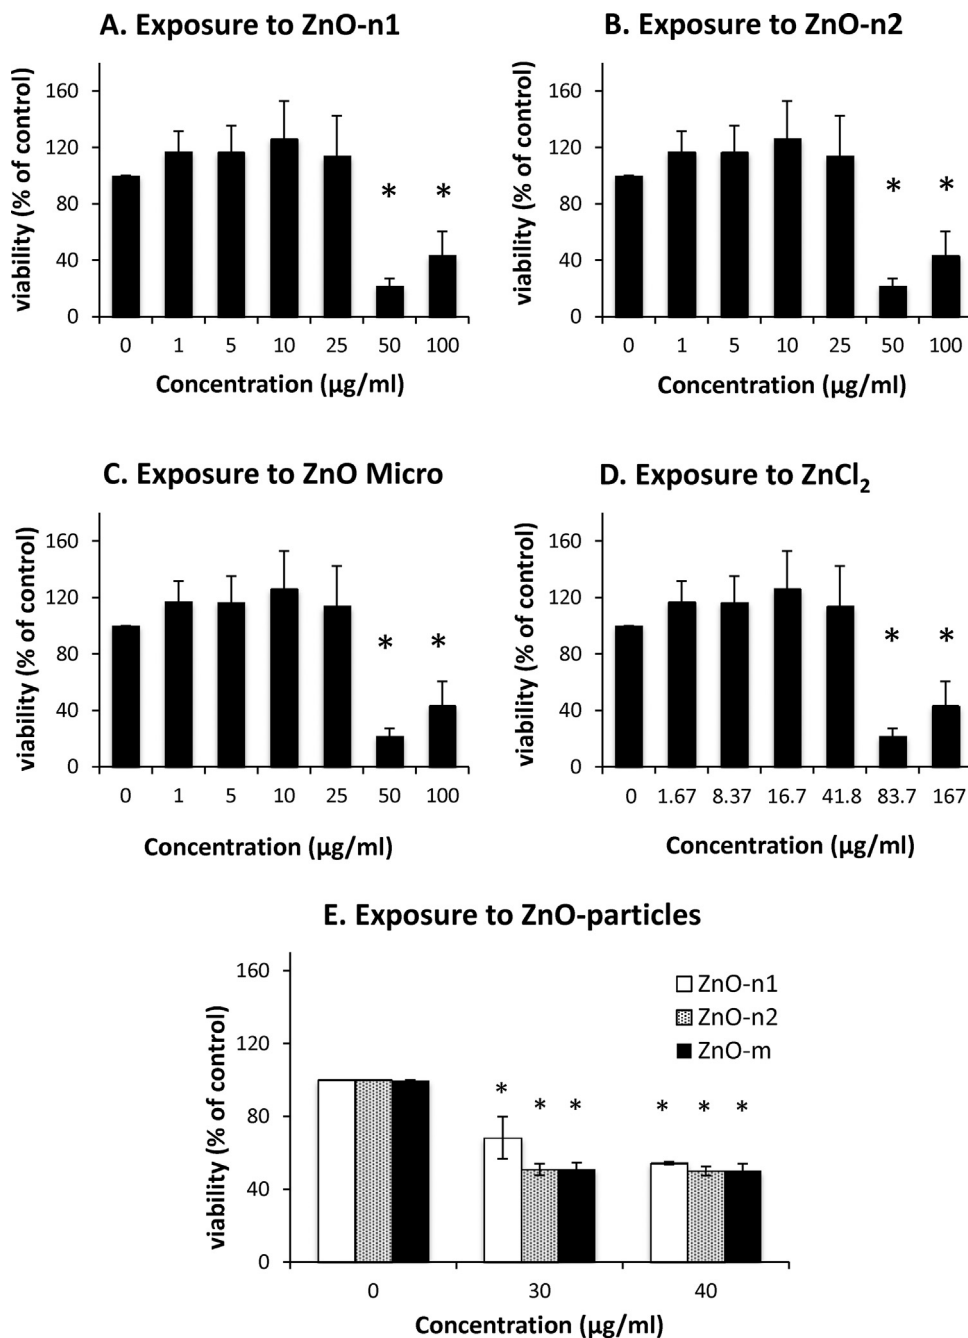 A. Exposure to ZnO-n1
viability (% of control)
160
120
80
40
0
*
*
0 1 5 10 25 50 100
Concentration (µg/ml)
B. Exposure to ZnO-n2
viability (% of control)
160
120
80
40
0
*
*
0 1 5 10 25 50 100
Concentration (µg/ml)
C. Exposure to ZnO Micro
viability (% of control)
160
120
80
40
0
*
*
0 1 5 10 25 50 100
Concentration (µg/ml)
D. Exposure to ZnCl₂
viability (% of control)
160
120
80
40
0
*
*
0 1.67 8.37 16.7 41.8 83.7 167
Concentration (µg/ml)
E. Exposure to ZnO-particles
viability (% of control)
160
120
80
40
0
ZnO-n1
ZnO-n2
ZnO-m
*
* *
* * *
0 30 40
Concentration (µg/ml)